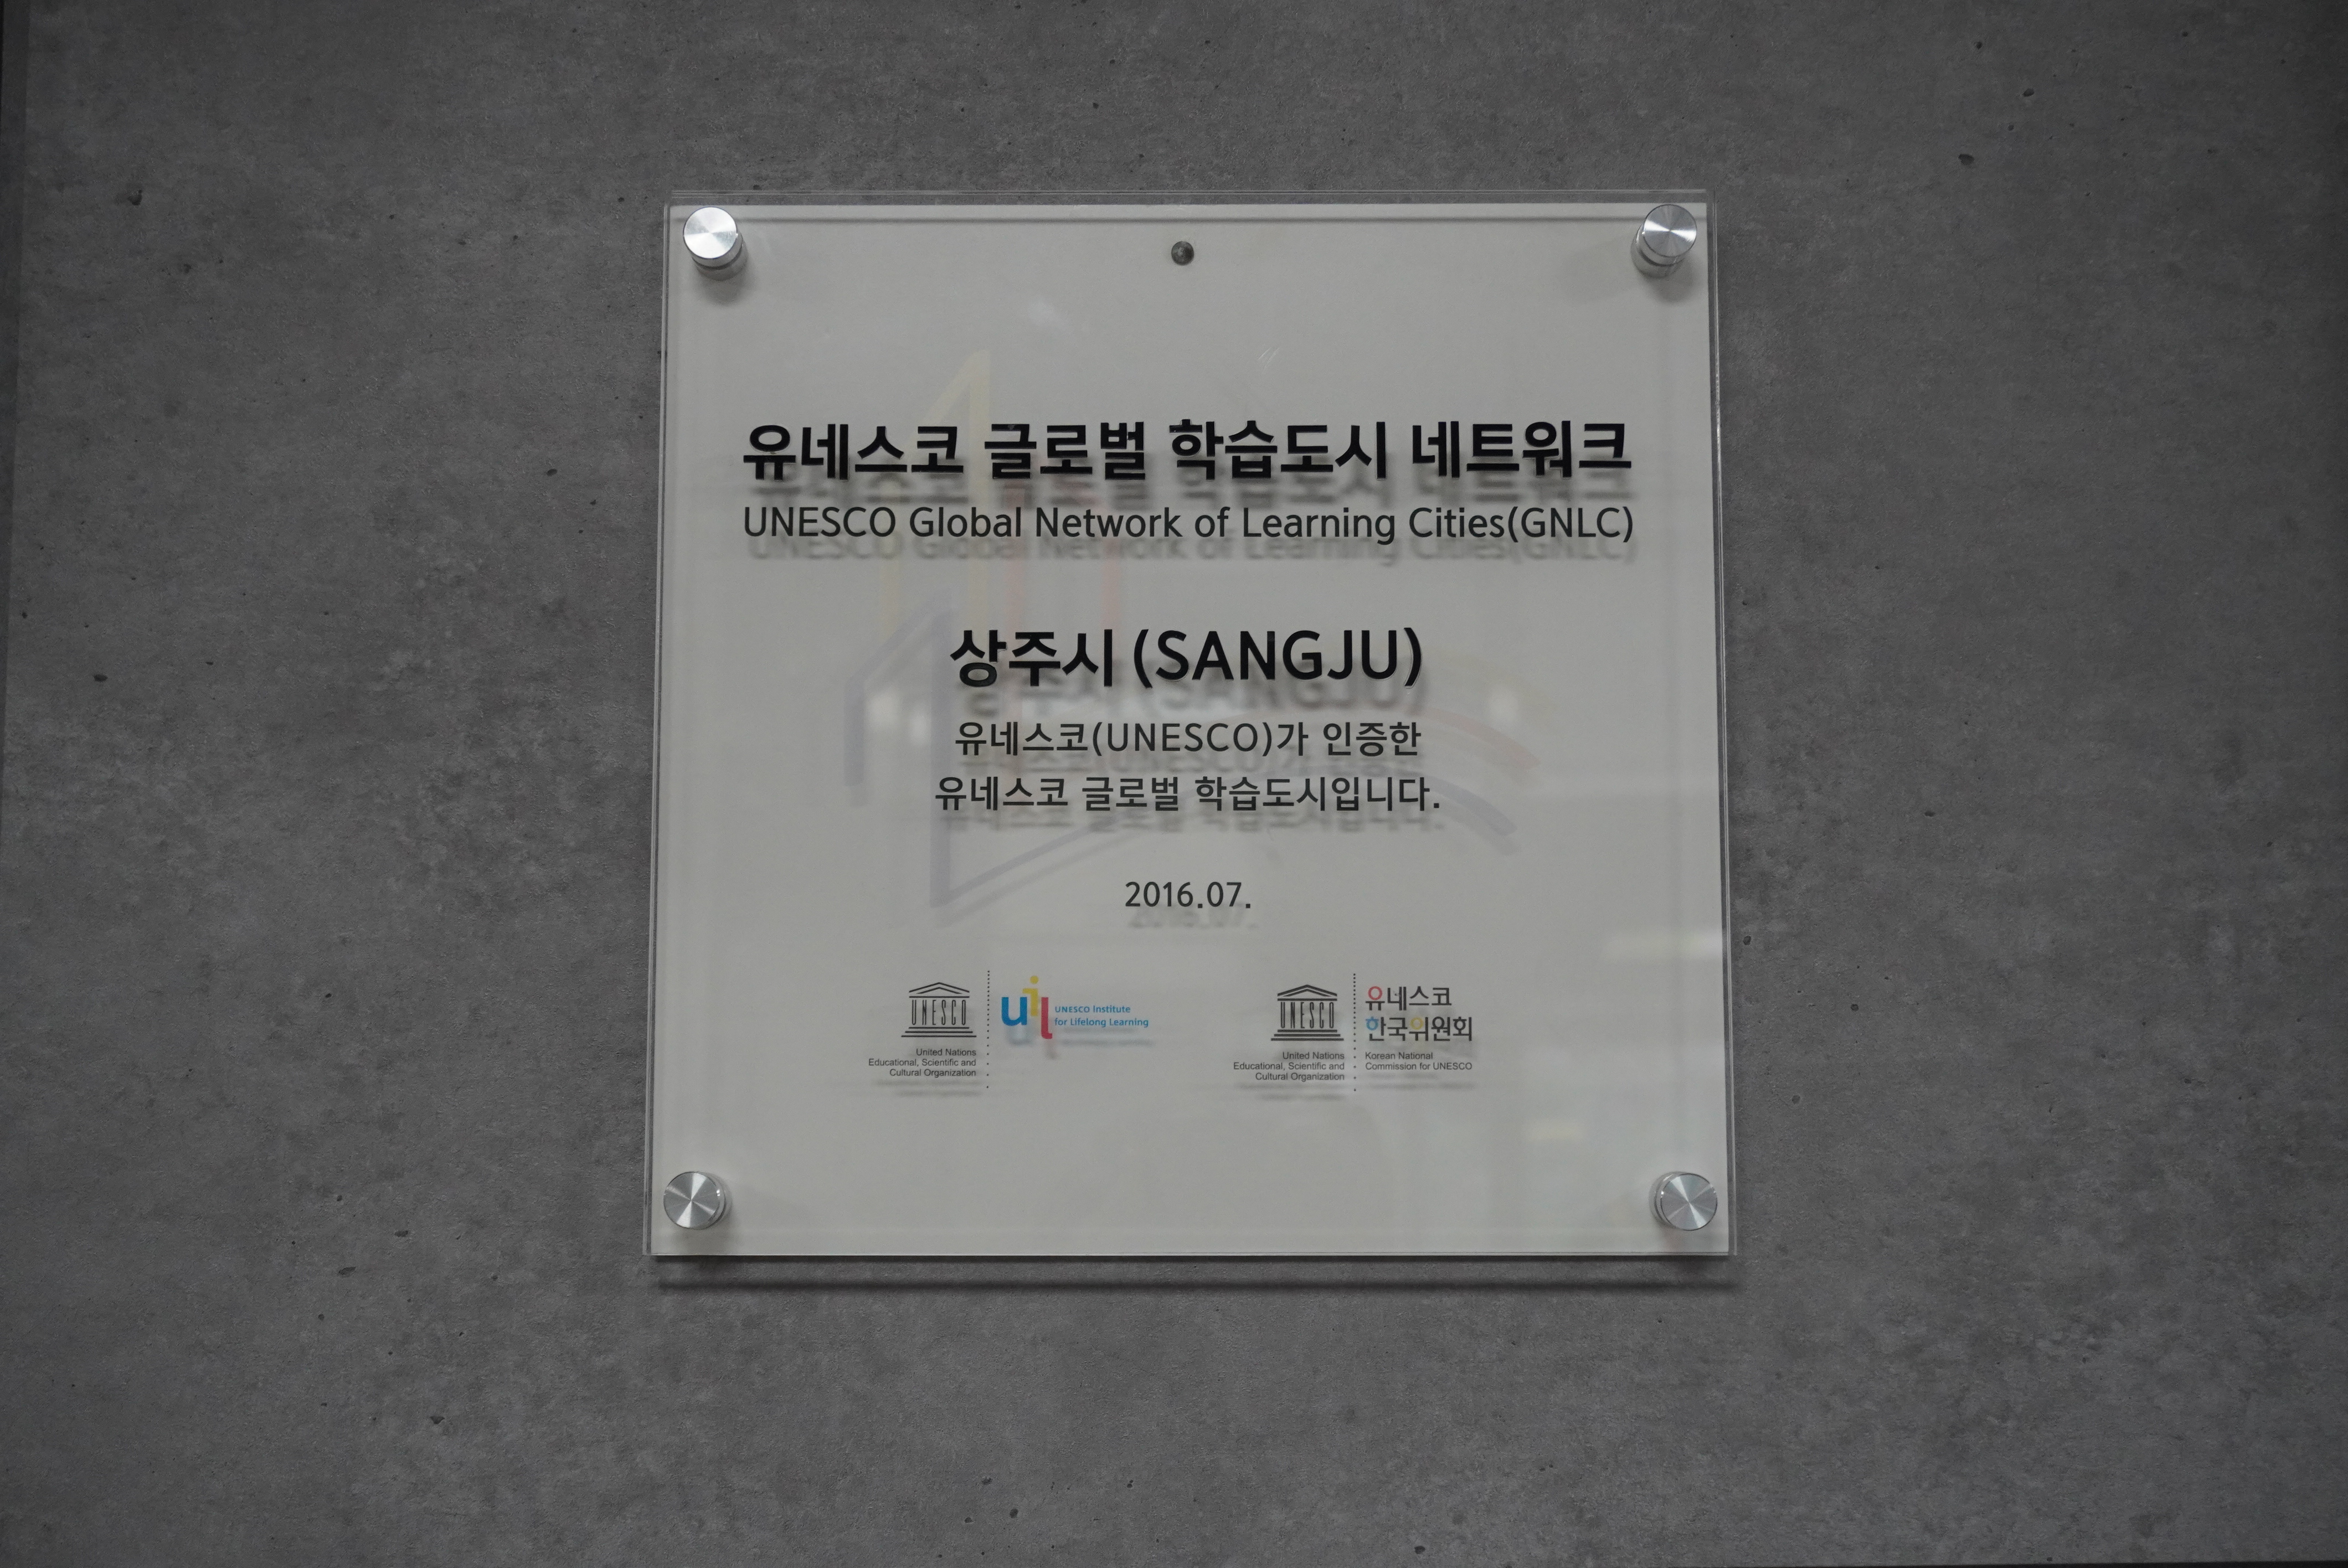 유네스코 글로벌 학습도시 네트워크
UNESCO Global Network of Learning Cities(GNLC)
상주시 (SANGJU)
유네스코(UNESCO)가 인증한
유네스코 글로벌 학습도시입니다.
2016.07.
UNESCO
United Nations
Educational, Scientific and
Cultural Organization
uil
UNESCO Institute
for Lifelong Learning
UNESCO
United Nations
Educational, Scientific and
Cultural Organization
유네스코
한국위원회
Korean National
Commission for UNESCO